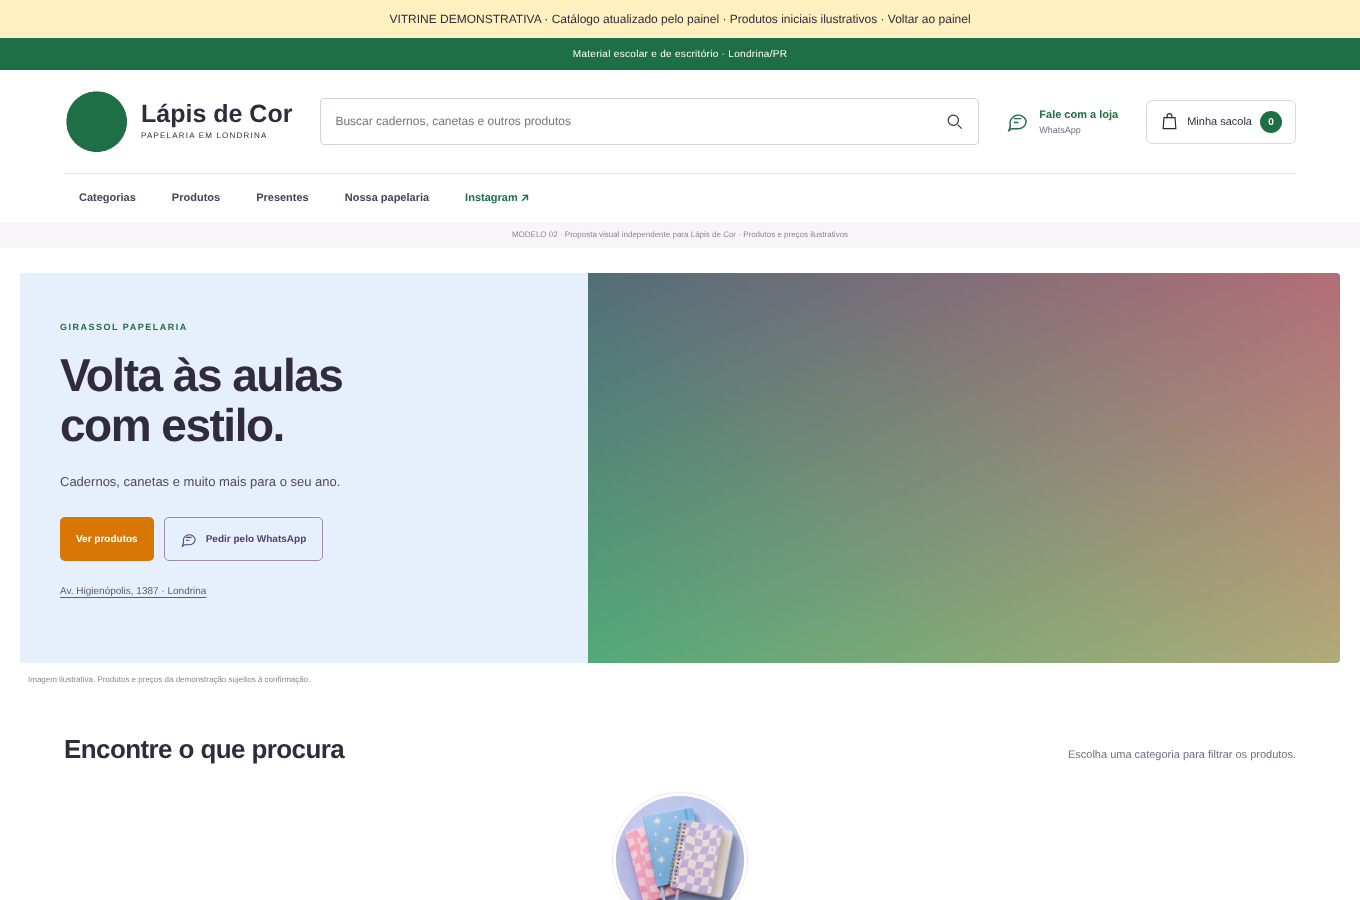 VITRINE DEMONSTRATIVA · Catálogo atualizado pelo painel · Produtos iniciais ilustrativos · Voltar ao painel
Material escolar e de escritório · Londrina/PR
Lápis de Cor
PAPELARIA EM LONDRINA
Buscar cadernos, canetas e outros produtos
Fale com a loja
WhatsApp
Minha sacola 0
Categorias Produtos Presentes Nossa papelaria Instagram
MODELO 02 · Proposta visual independente para Lápis de Cor · Produtos e preços ilustrativos
GIRASSOL PAPELARIA
Volta às aulas
com estilo.
Cadernos, canetas e muito mais para o seu ano.
Ver produtos Pedir pelo WhatsApp
Av. Higienópolis, 1387 · Londrina
Imagem ilustrativa. Produtos e preços da demonstração sujeitos à confirmação.
Encontre o que procura
Escolha uma categoria para filtrar os produtos.